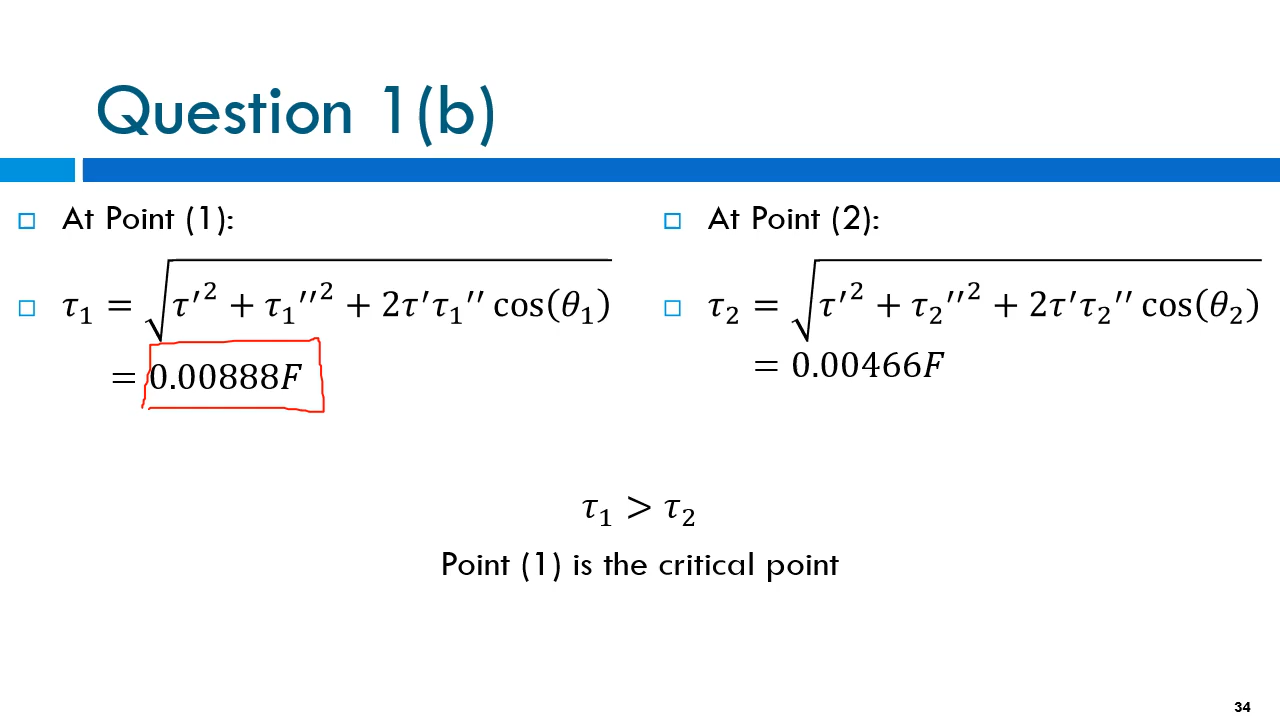 Question 1(b)
At Point (1):
τ₁ = √(τ′² + τ₁′′² + 2τ′τ₁′′ cos(θ₁))
= 0.00888F
At Point (2):
τ₂ = √(τ′² + τ₂′′² + 2τ′τ₂′′ cos(θ₂))
= 0.00466F
τ₁ > τ₂
Point (1) is the critical point
34